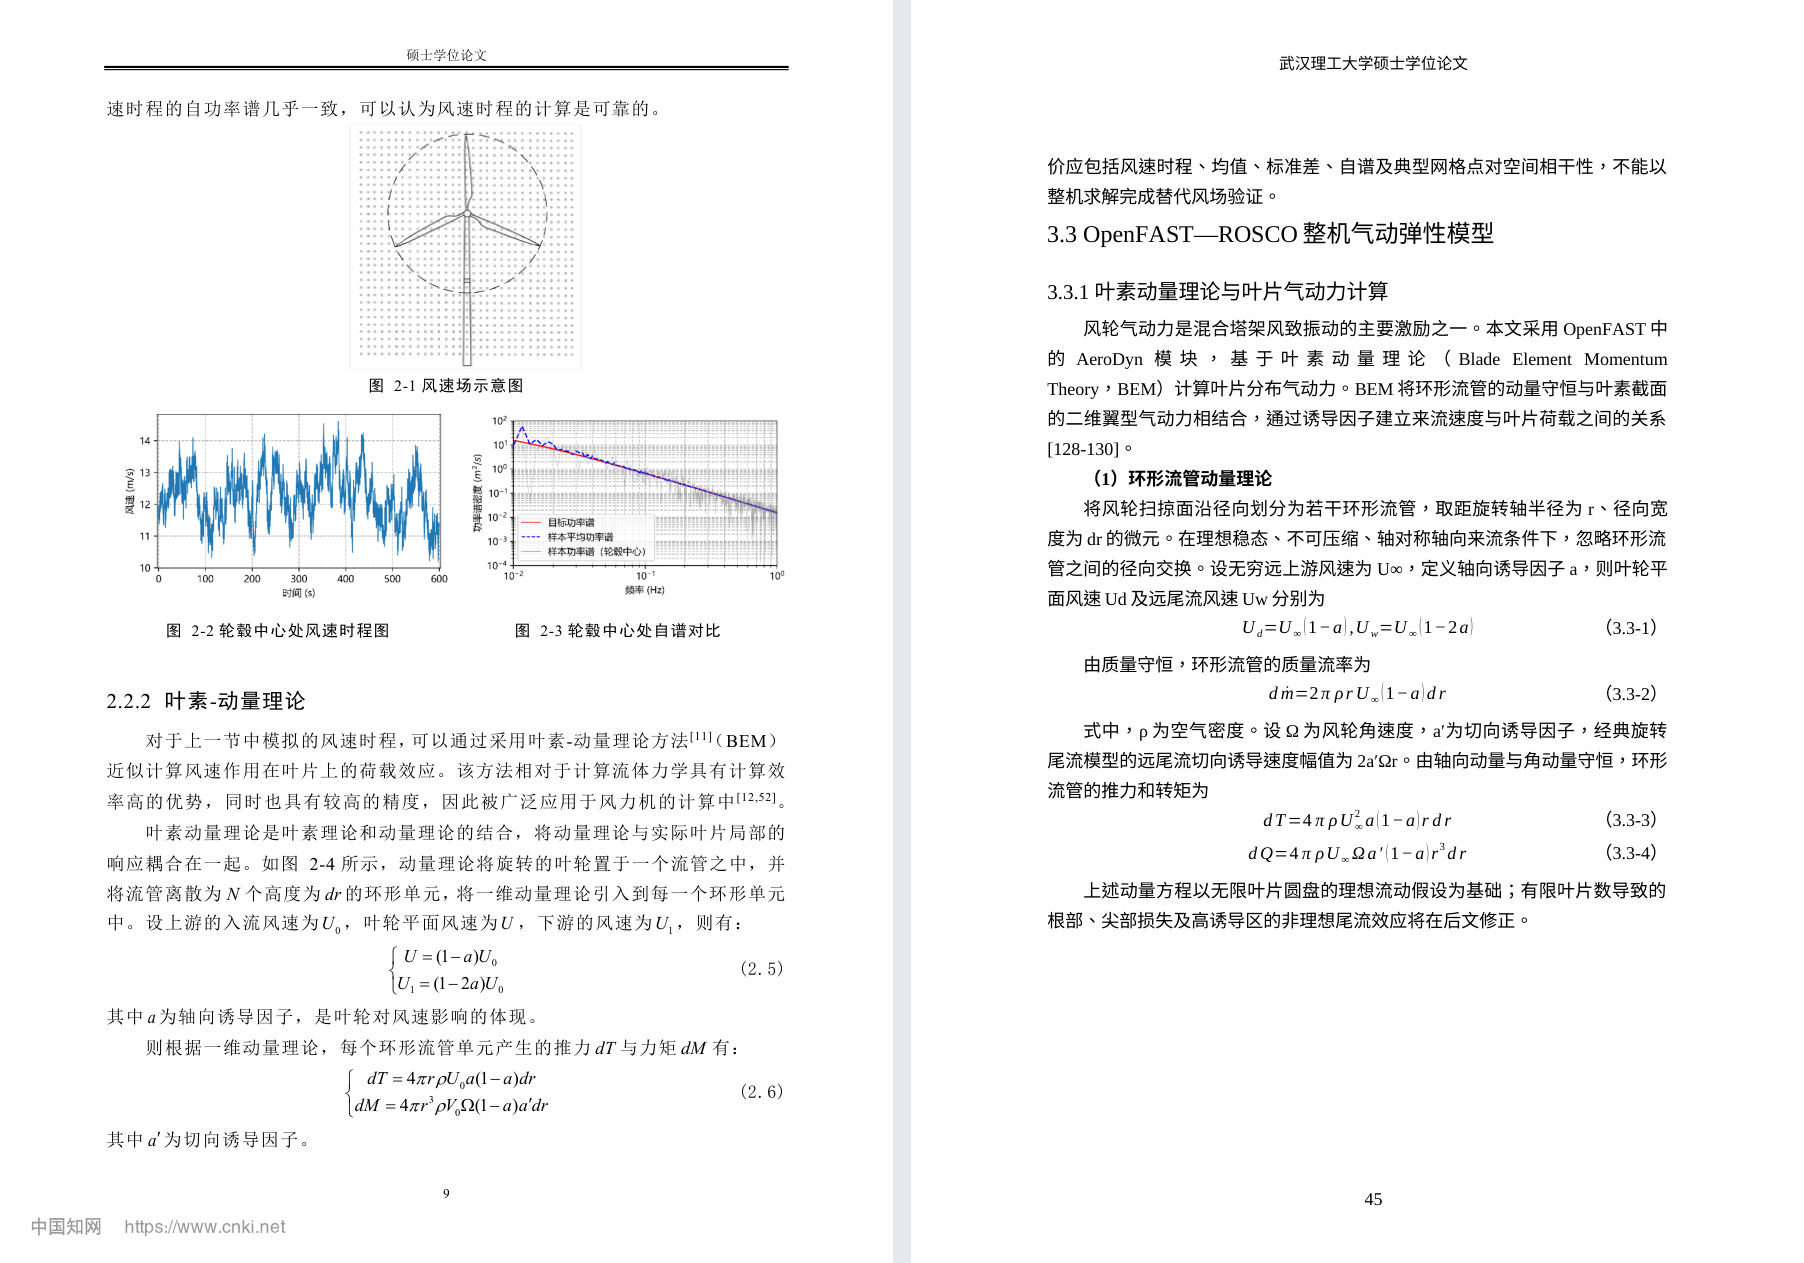 硕士学位论文
速时程的自功率谱几乎一致，可以认为风速时程的计算是可靠的。
图 2-1 风速场示意图
14
13
12
11
10
风速 (m/s)
0 100 200 300 400 500 600
时间 (s)
10²
10¹
10⁰
10⁻¹
10⁻²
10⁻³
10⁻⁴
功率谱密度 (m²/s)
目标功率谱
样本平均功率谱
样本功率谱（轮毂中心）
10⁻² 10⁻¹ 10⁰
频率 (Hz)
图 2-2 轮毂中心处风速时程图
图 2-3 轮毂中心处自谱对比
2.2.2 叶素-动量理论
对于上一节中模拟的风速时程，可以通过采用叶素-动量理论方法[11]（BEM）
近似计算风速作用在叶片上的荷载效应。该方法相对于计算流体力学具有计算效
率高的优势，同时也具有较高的精度，因此被广泛应用于风力机的计算中[12,52]。
叶素动量理论是叶素理论和动量理论的结合，将动量理论与实际叶片局部的
响应耦合在一起。如图 2-4 所示，动量理论将旋转的叶轮置于一个流管之中，并
将流管离散为 N 个高度为 dr 的环形单元，将一维动量理论引入到每一个环形单元
中。设上游的入流风速为U₀，叶轮平面风速为U，下游的风速为U₁，则有：
U = (1−a)U₀
U₁ = (1−2a)U₀
(2.5)
其中 a 为轴向诱导因子，是叶轮对风速影响的体现。
则根据一维动量理论，每个环形流管单元产生的推力 dT 与力矩 dM 有：
dT = 4πrρU₀a(1−a)dr
dM = 4πr³ρV₀Ω(1−a)a′dr
(2.6)
其中 a′ 为切向诱导因子。
9
中国知网 https://www.cnki.net
武汉理工大学硕士学位论文
价应包括风速时程、均值、标准差、自谱及典型网格点对空间相干性，不能以
整机求解完成替代风场验证。
3.3 OpenFAST—ROSCO 整机气动弹性模型
3.3.1 叶素动量理论与叶片气动力计算
风轮气动力是混合塔架风致振动的主要激励之一。本文采用 OpenFAST 中
的 AeroDyn 模块，基于叶素动量理论（Blade Element Momentum
Theory，BEM）计算叶片分布气动力。BEM 将环形流管的动量守恒与叶素截面
的二维翼型气动力相结合，通过诱导因子建立来流速度与叶片荷载之间的关系
[128-130]。
（1）环形流管动量理论
将风轮扫掠面沿径向划分为若干环形流管，取距旋转轴半径为 r、径向宽
度为 dr 的微元。在理想稳态、不可压缩、轴对称轴向来流条件下，忽略环形流
管之间的径向交换。设无穷远上游风速为 U∞，定义轴向诱导因子 a，则叶轮平
面风速 Ud 及远尾流风速 Uw 分别为
U_d=U_∞(1−a),U_w=U_∞(1−2a) （3.3-1）
由质量守恒，环形流管的质量流率为
dṁ=2πρrU_∞(1−a)dr （3.3-2）
式中，ρ 为空气密度。设 Ω 为风轮角速度，a′为切向诱导因子，经典旋转
尾流模型的远尾流切向诱导速度幅值为 2a′Ωr。由轴向动量与角动量守恒，环形
流管的推力和转矩为
dT=4πρU_∞²a(1−a)rdr （3.3-3）
dQ=4πρU_∞Ωa′(1−a)r³dr （3.3-4）
上述动量方程以无限叶片圆盘的理想流动假设为基础；有限叶片数导致的
根部、尖部损失及高诱导区的非理想尾流效应将在后文修正。
45